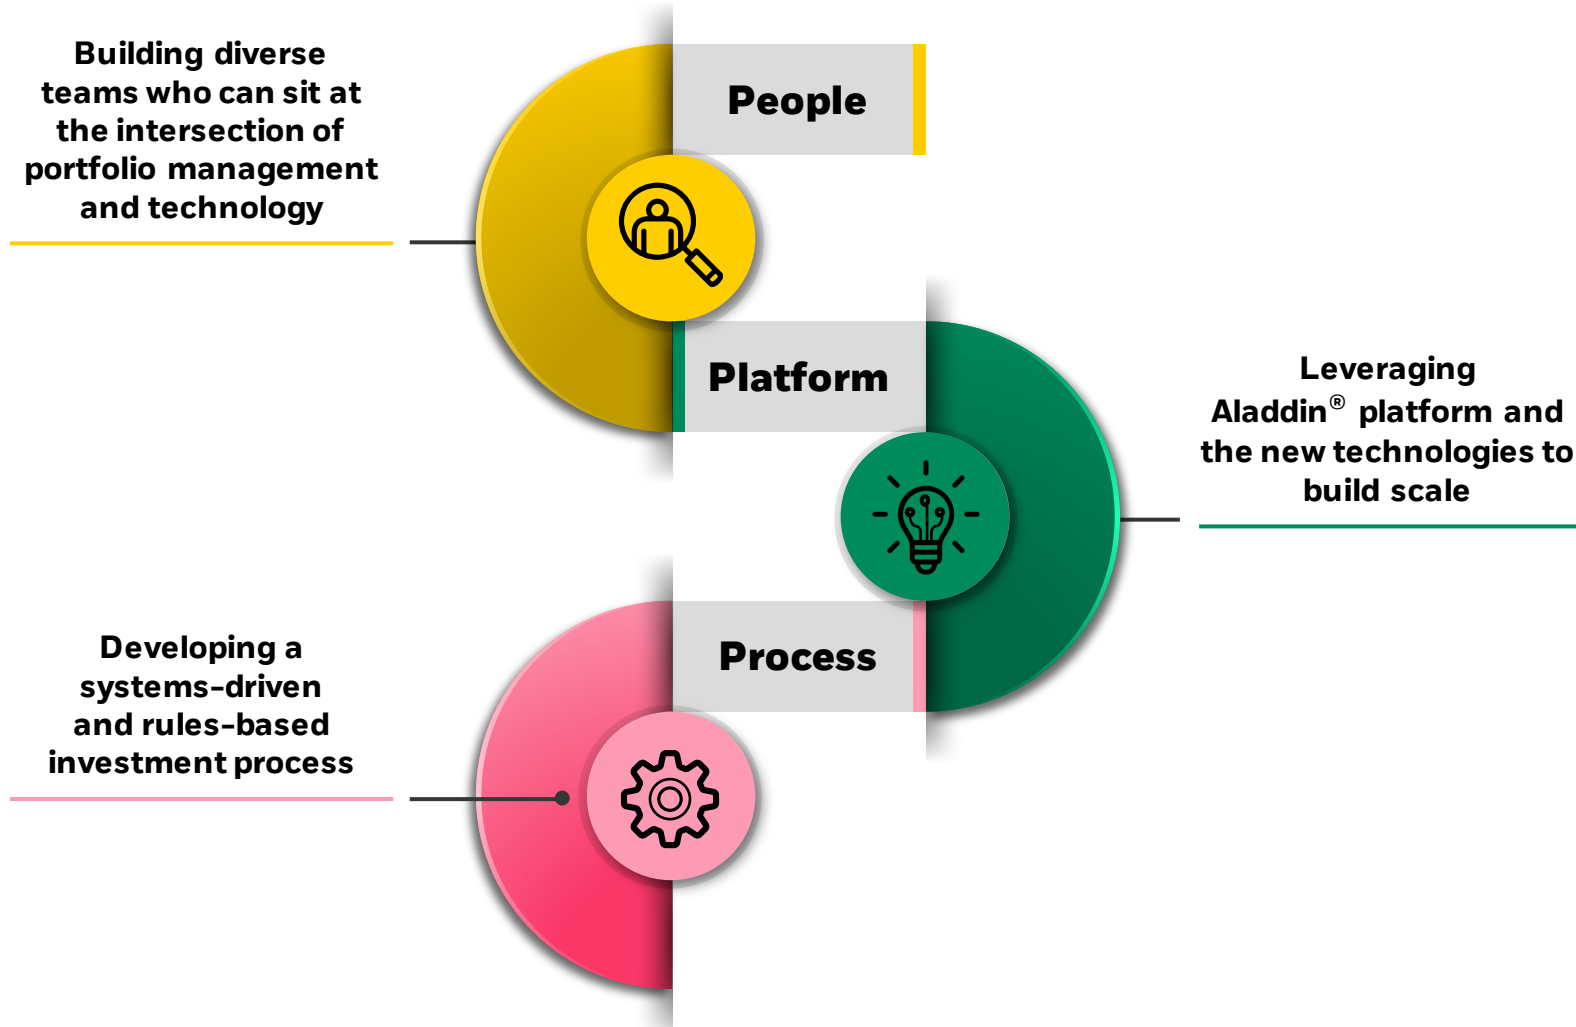 Building diverse
teams who can sit at
the intersection of
portfolio management
and technology
People
Platform
Leveraging
Aladdin® platform and
the new technologies to
build scale
Process
Developing a
systems-driven
and rules-based
investment process